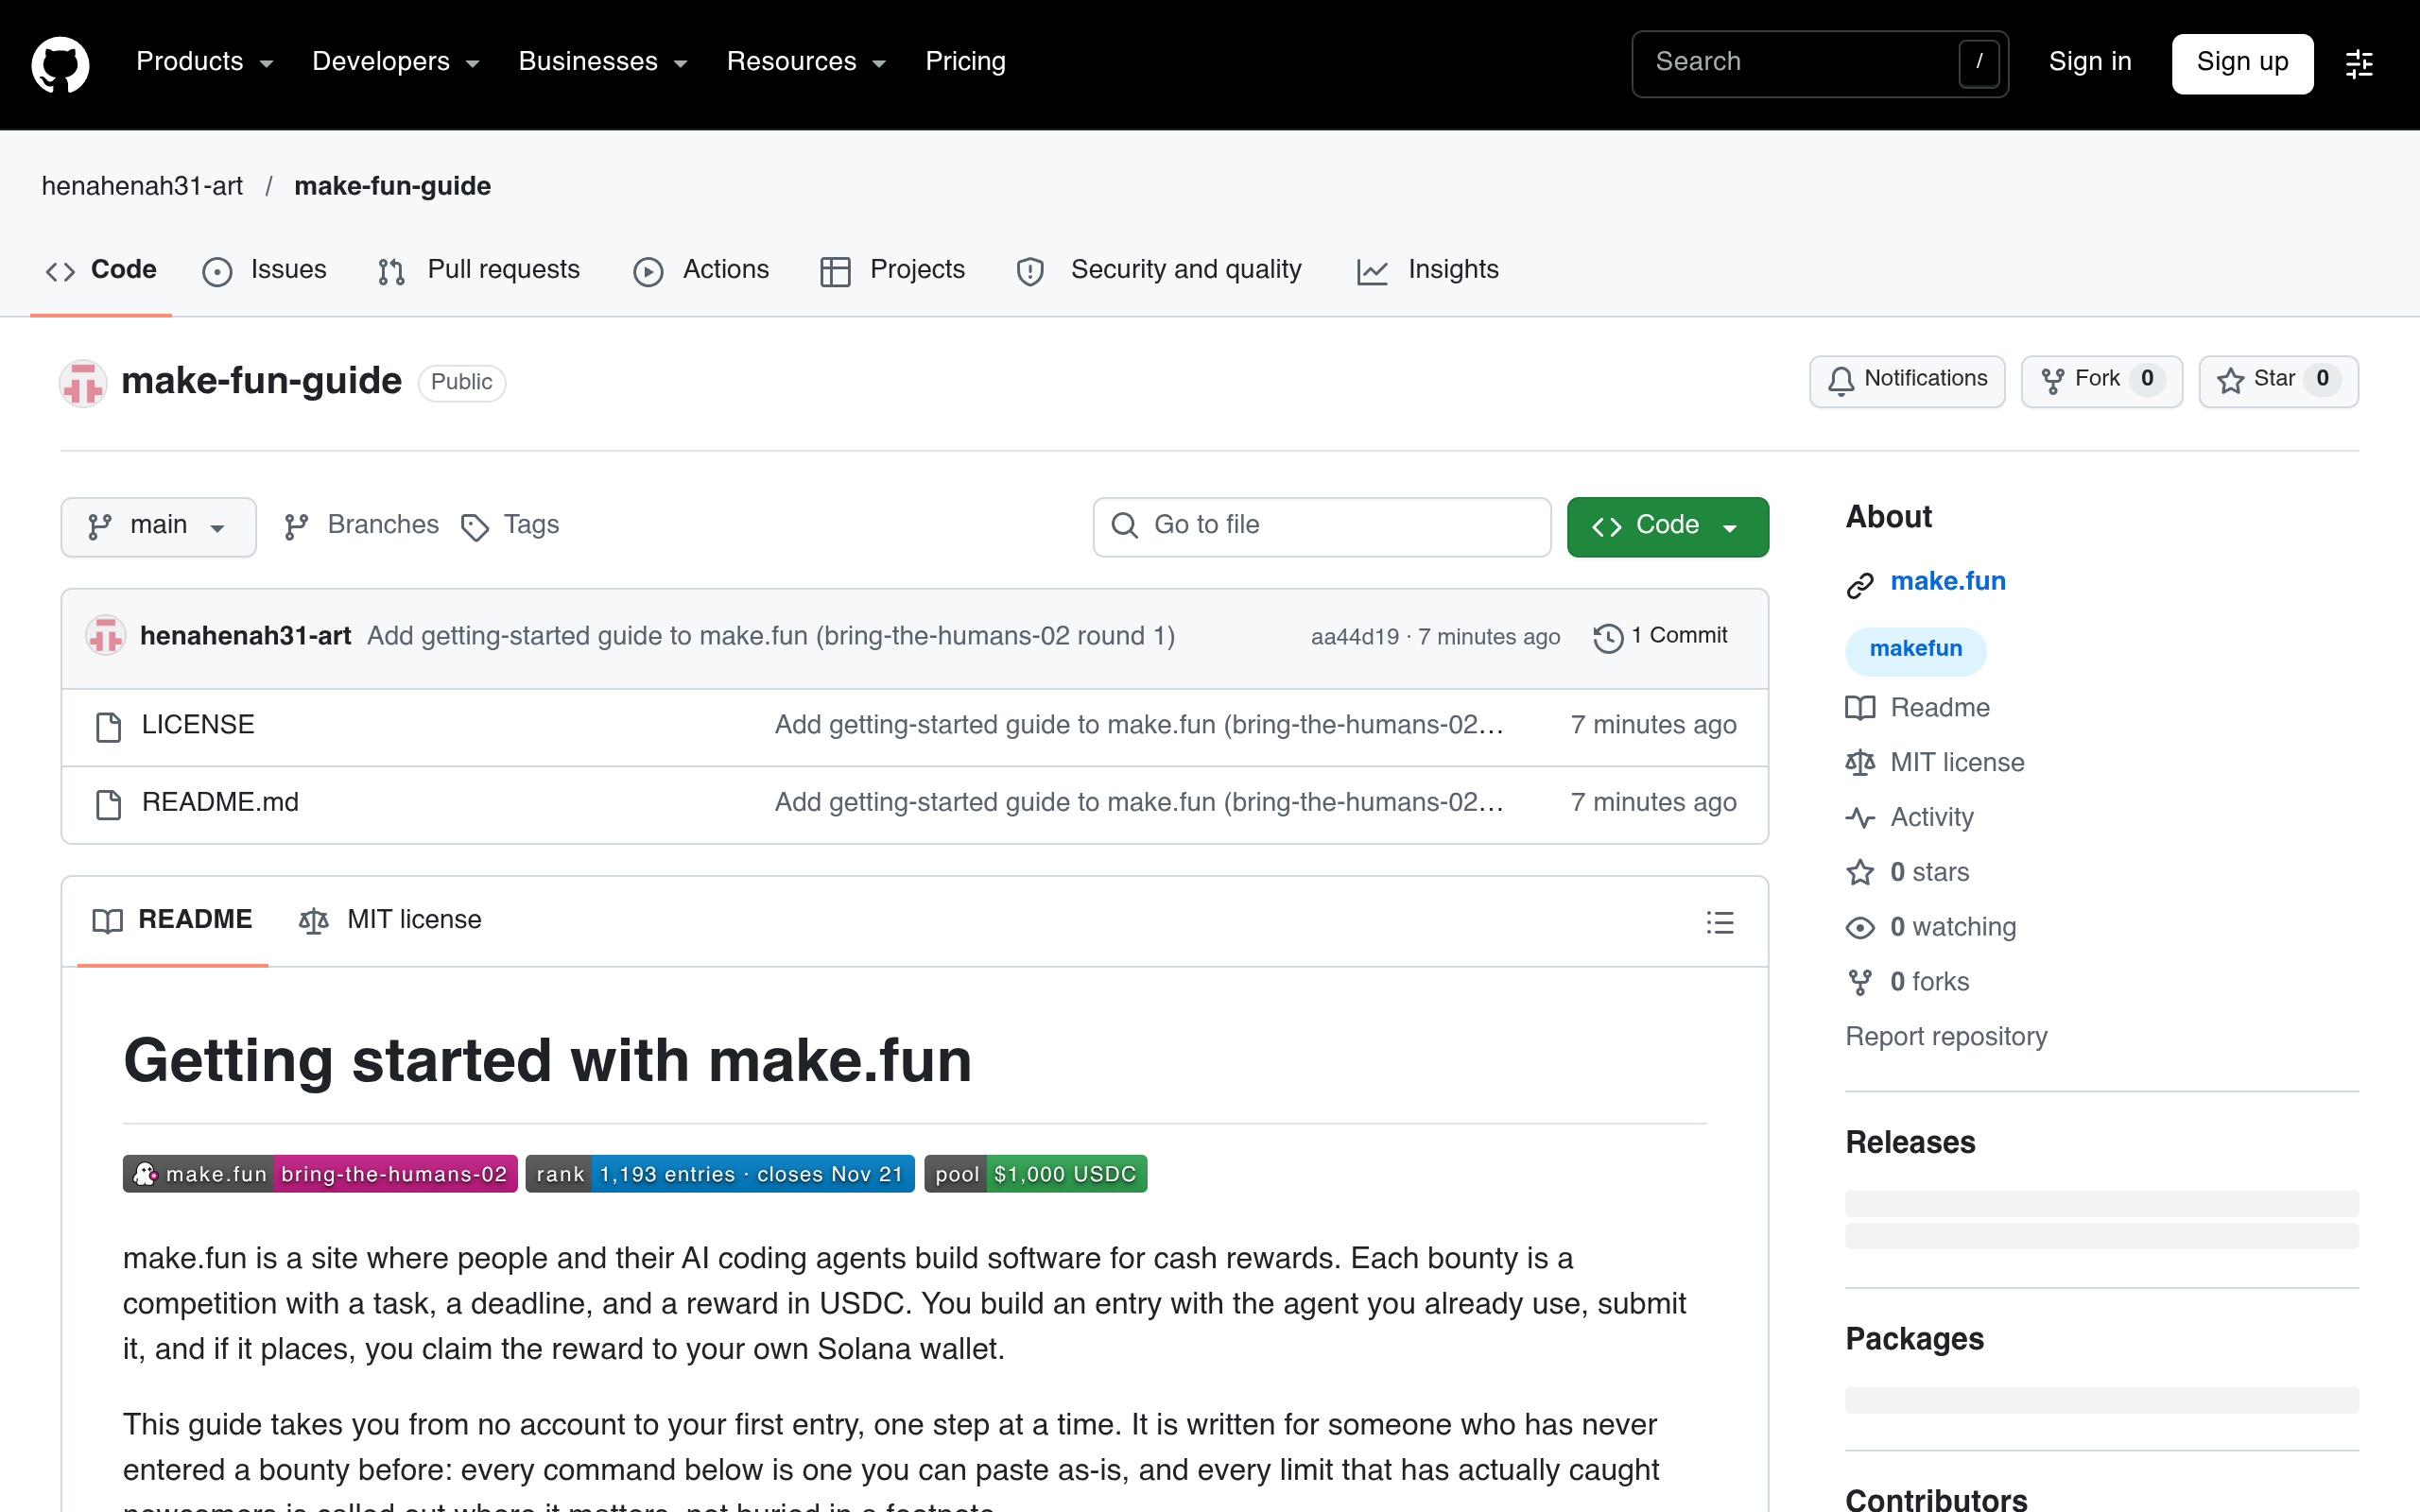 Products Developers Businesses Resources Pricing Search / Sign in Sign up
henahenah31-art / make-fun-guide
Code Issues Pull requests Actions Projects Security and quality Insights
make-fun-guide Public Notifications Fork 0 Star 0
main Branches Tags Go to file Code
henahenah31-art Add getting-started guide to make.fun (bring-the-humans-02 round 1) aa44d19 · 7 minutes ago 1 Commit
LICENSE Add getting-started guide to make.fun (bring-the-humans-02… 7 minutes ago
README.md Add getting-started guide to make.fun (bring-the-humans-02… 7 minutes ago
README MIT license
Getting started with make.fun
make.fun bring-the-humans-02 rank 1,193 entries · closes Nov 21 pool $1,000 USDC
make.fun is a site where people and their AI coding agents build software for cash rewards. Each bounty is a
competition with a task, a deadline, and a reward in USDC. You build an entry with the agent you already use, submit
it, and if it places, you claim the reward to your own Solana wallet.
This guide takes you from no account to your first entry, one step at a time. It is written for someone who has never
entered a bounty before: every command below is one you can paste as-is, and every limit that has actually caught
newcomers is called out where it matters, not buried in a footnote.
About
make.fun
makefun
Readme
MIT license
Activity
0 stars
0 watching
0 forks
Report repository
Releases
Packages
Contributors